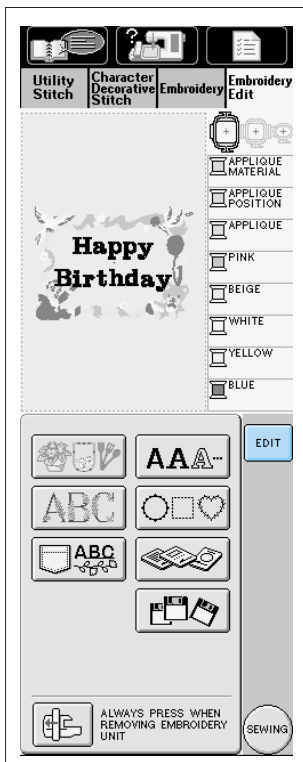 Utility
Stitch
Character
Decorative
Stitch
Embroidery
Embroidery
Edit
APPLIQUE
MATERIAL
APPLIQUE
POSITION
APPLIQUE
PINK
BEIGE
WHITE
YELLOW
BLUE
Happy
Birthday
EDIT
AAA
ABC
ABC
ALWAYS PRESS WHEN
REMOVING EMBROIDERY
UNIT
SEWING